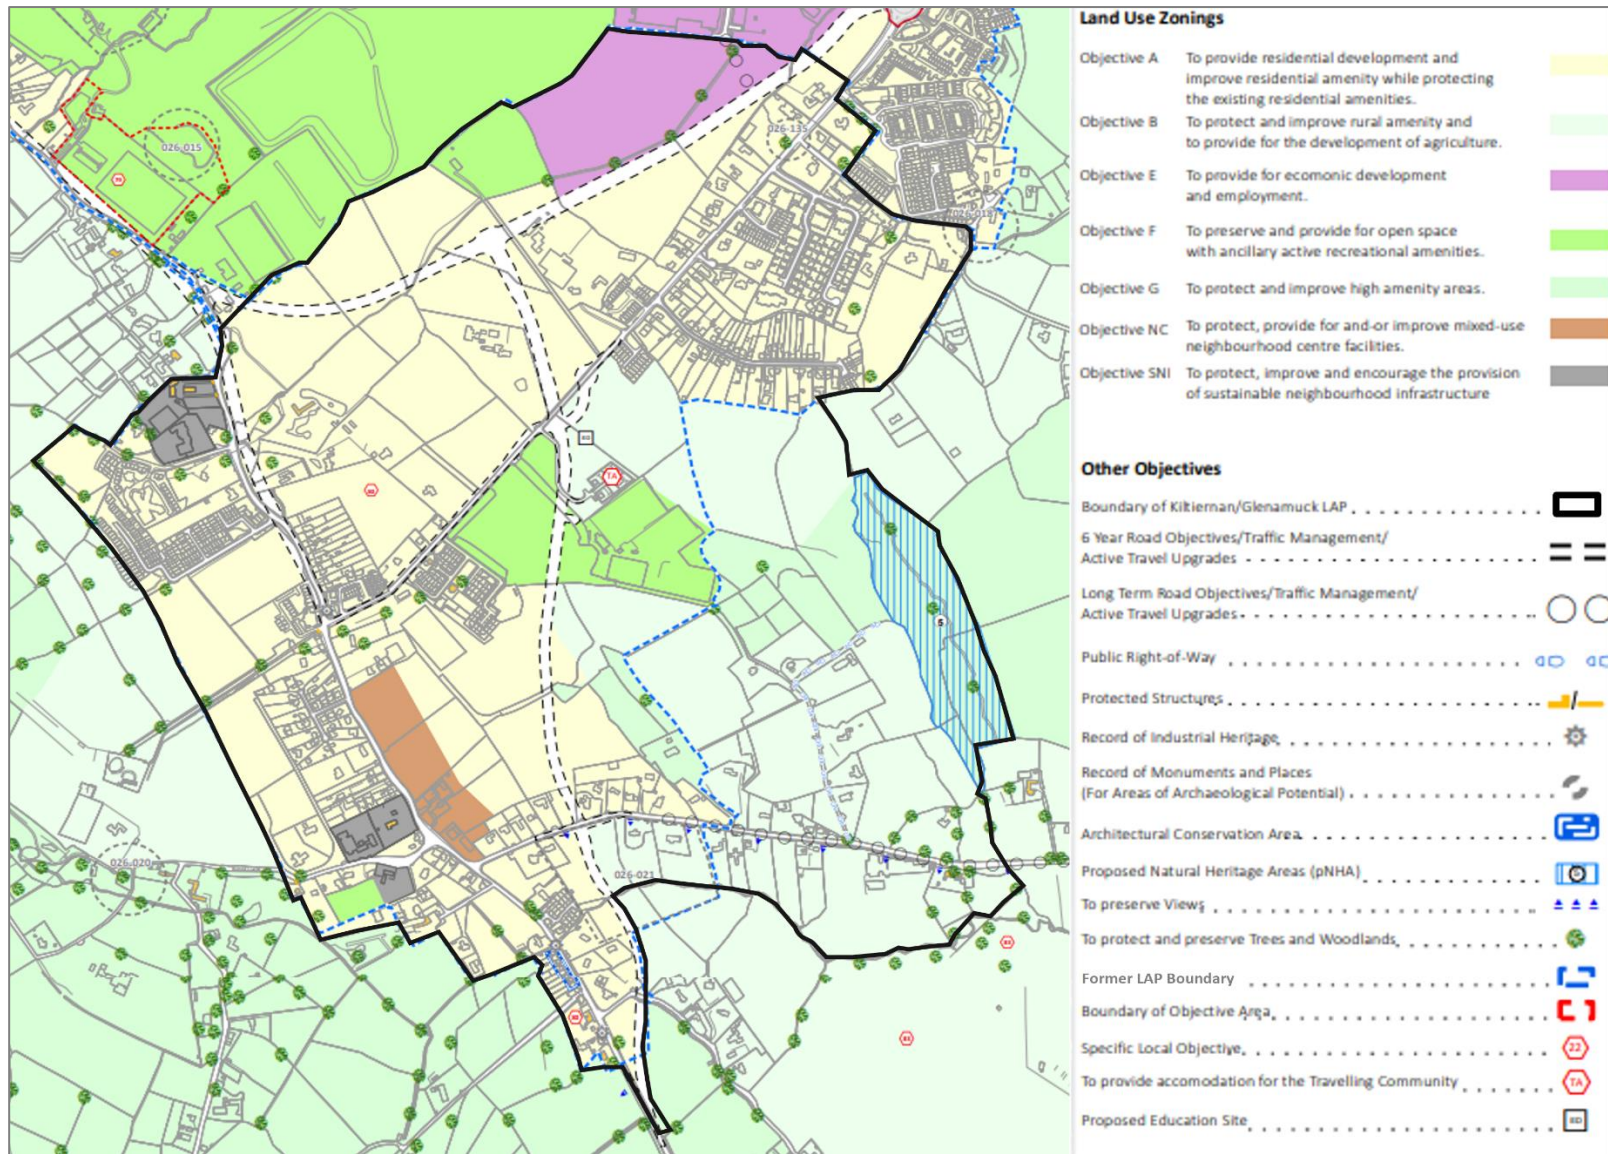 026-015
026-135
026-018
ED
TA
5
026-020
026-021
Land Use Zonings
Objective A To provide residential development and
improve residential amenity while protecting
the existing residential amenities.
Objective B To protect and improve rural amenity and
to provide for the development of agriculture.
Objective E To provide for ecomonic development
and employment.
Objective F To preserve and provide for open space
with ancillary active recreational amenities.
Objective G To protect and improve high amenity areas.
Objective NC To protect, provide for and-or improve mixed-use
neighbourhood centre facilities.
Objective SNI To protect, improve and encourage the provision
of sustainable neighbourhood infrastructure
Other Objectives
Boundary of Kiltiernan/Glenamuck LAP
6 Year Road Objectives/Traffic Management/
Active Travel Upgrades
Long Term Road Objectives/Traffic Management/
Active Travel Upgrades
Public Right-of-Way
Protected Structures
Record of Industrial Heritage
Record of Monuments and Places
(For Areas of Archaeological Potential)
Architectural Conservation Area
Proposed Natural Heritage Areas (pNHA)
To preserve Views
To protect and preserve Trees and Woodlands
Former LAP Boundary
Boundary of Objective Area
Specific Local Objective 22
To provide accomodation for the Travelling Community TA
Proposed Education Site ED